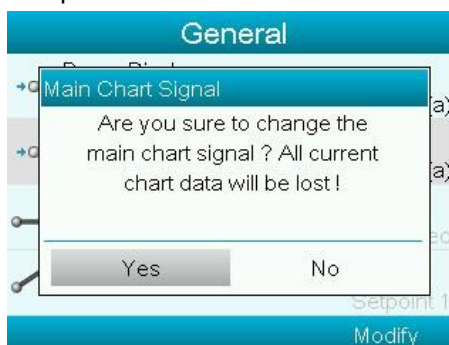 General
Main Chart Signal
a)
Are you sure to change the
main chart signal ? All current
a)
chart data will be lost !
Yes
No
Setpoint 1
Modify